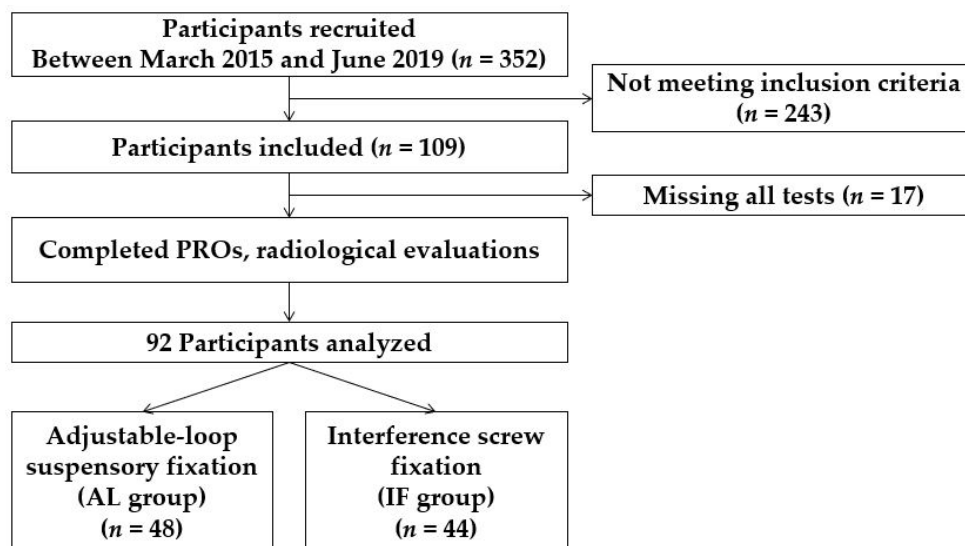 Participants recruited
Between March 2015 and June 2019 (n = 352)
Not meeting inclusion criteria
(n = 243)
Participants included (n = 109)
Missing all tests (n = 17)
Completed PROs, radiological evaluations
92 Participants analyzed
Adjustable-loop
suspensory fixation
(AL group)
(n = 48)
Interference screw
fixation
(IF group)
(n = 44)